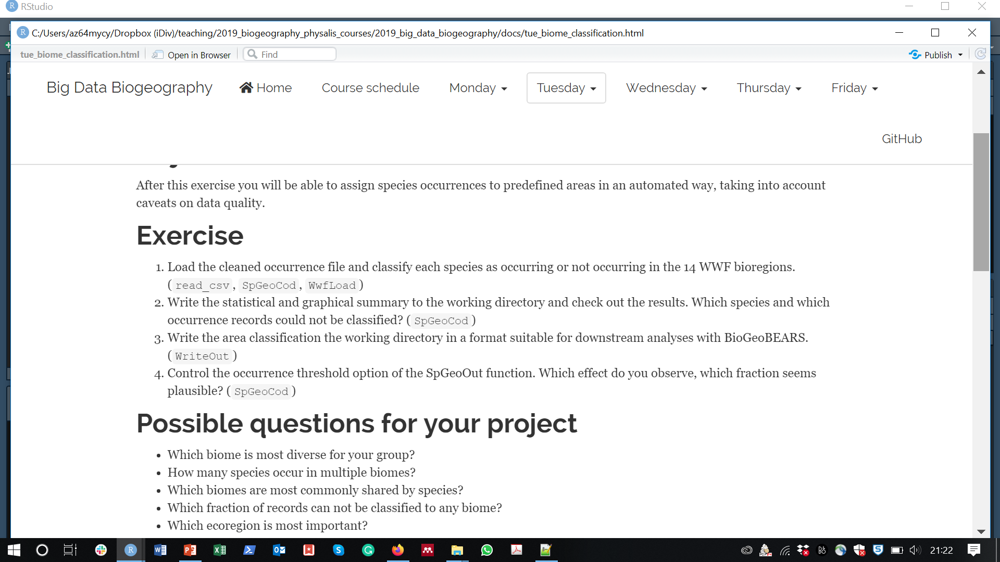 RStudio
C:/Users/az64mycy/Dropbox (iDiv)/teaching/2019_biogeography_physalis_courses/2019_big_data_biogeography/docs/tue_biome_classification.html
tue_biome_classification.html Open in Browser Find Publish
Big Data Biogeography Home Course schedule Monday Tuesday Wednesday Thursday Friday
GitHub
After this exercise you will be able to assign species occurrences to predefined areas in an automated way, taking into account
caveats on data quality.
Exercise
1. Load the cleaned occurrence file and classify each species as occurring or not occurring in the 14 WWF bioregions.
(read_csv, SpGeoCod, WwfLoad)
2. Write the statistical and graphical summary to the working directory and check out the results. Which species and which
occurrence records could not be classified? (SpGeoCod)
3. Write the area classification the working directory in a format suitable for downstream analyses with BioGeoBEARS.
(WriteOut)
4. Control the occurrence threshold option of the SpGeoOut function. Which effect do you observe, which fraction seems
plausible? (SpGeoCod)
Possible questions for your project
• Which biome is most diverse for your group?
• How many species occur in multiple biomes?
• Which biomes are most commonly shared by species?
• Which fraction of records can not be classified to any biome?
• Which ecoregion is most important?
21:22